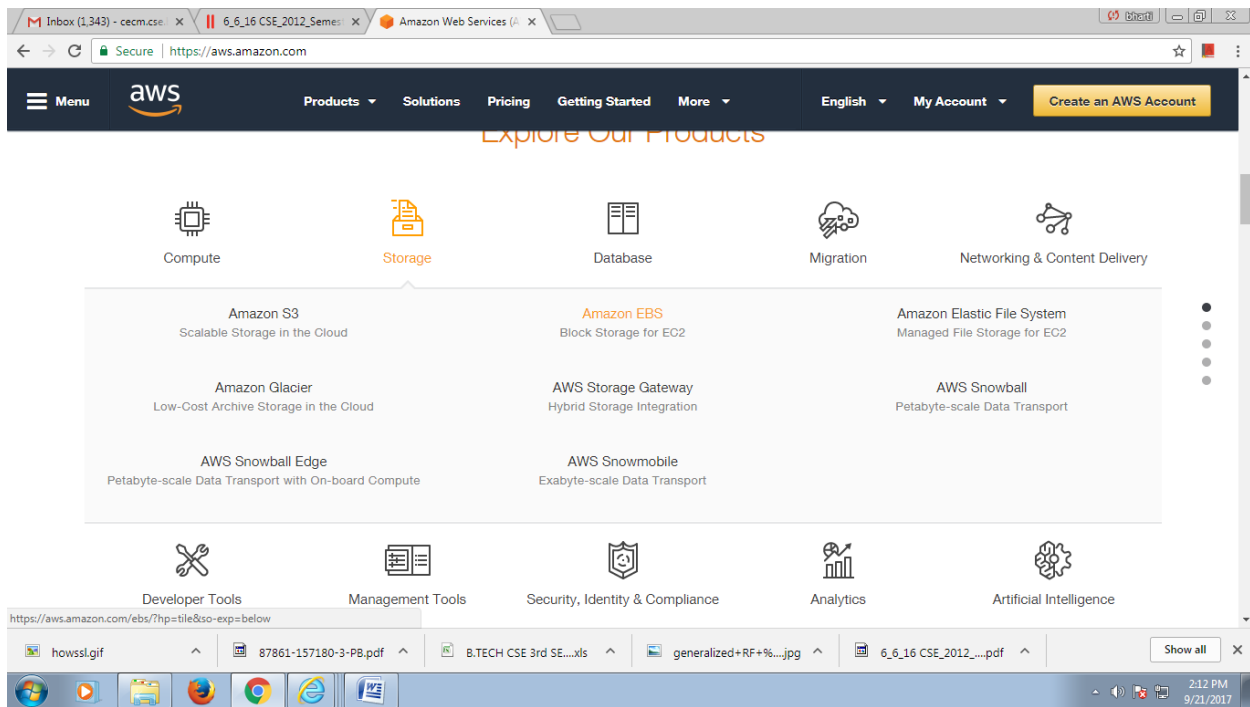 Inbox (1,343) - cecm.cse.
6_6_16 CSE_2012_Semest
Amazon Web Services (A
bharti
Secure https://aws.amazon.com
Menu
aws
Products
Solutions
Pricing
Getting Started
More
English
My Account
Create an AWS Account
Explore Our Products
Compute
Storage
Database
Migration
Networking & Content Delivery
Amazon S3
Scalable Storage in the Cloud
Amazon EBS
Block Storage for EC2
Amazon Elastic File System
Managed File Storage for EC2
Amazon Glacier
Low-Cost Archive Storage in the Cloud
AWS Storage Gateway
Hybrid Storage Integration
AWS Snowball
Petabyte-scale Data Transport
AWS Snowball Edge
Petabyte-scale Data Transport with On-board Compute
AWS Snowmobile
Exabyte-scale Data Transport
Developer Tools
Management Tools
Security, Identity & Compliance
Analytics
Artificial Intelligence
https://aws.amazon.com/ebs/?hp=tile&so-exp=below
howssl.gif
87861-157180-3-PB.pdf
B.TECH CSE 3rd SE....xls
generalized+RF+%....jpg
6_6_16 CSE_2012_....pdf
Show all
2:12 PM
9/21/2017